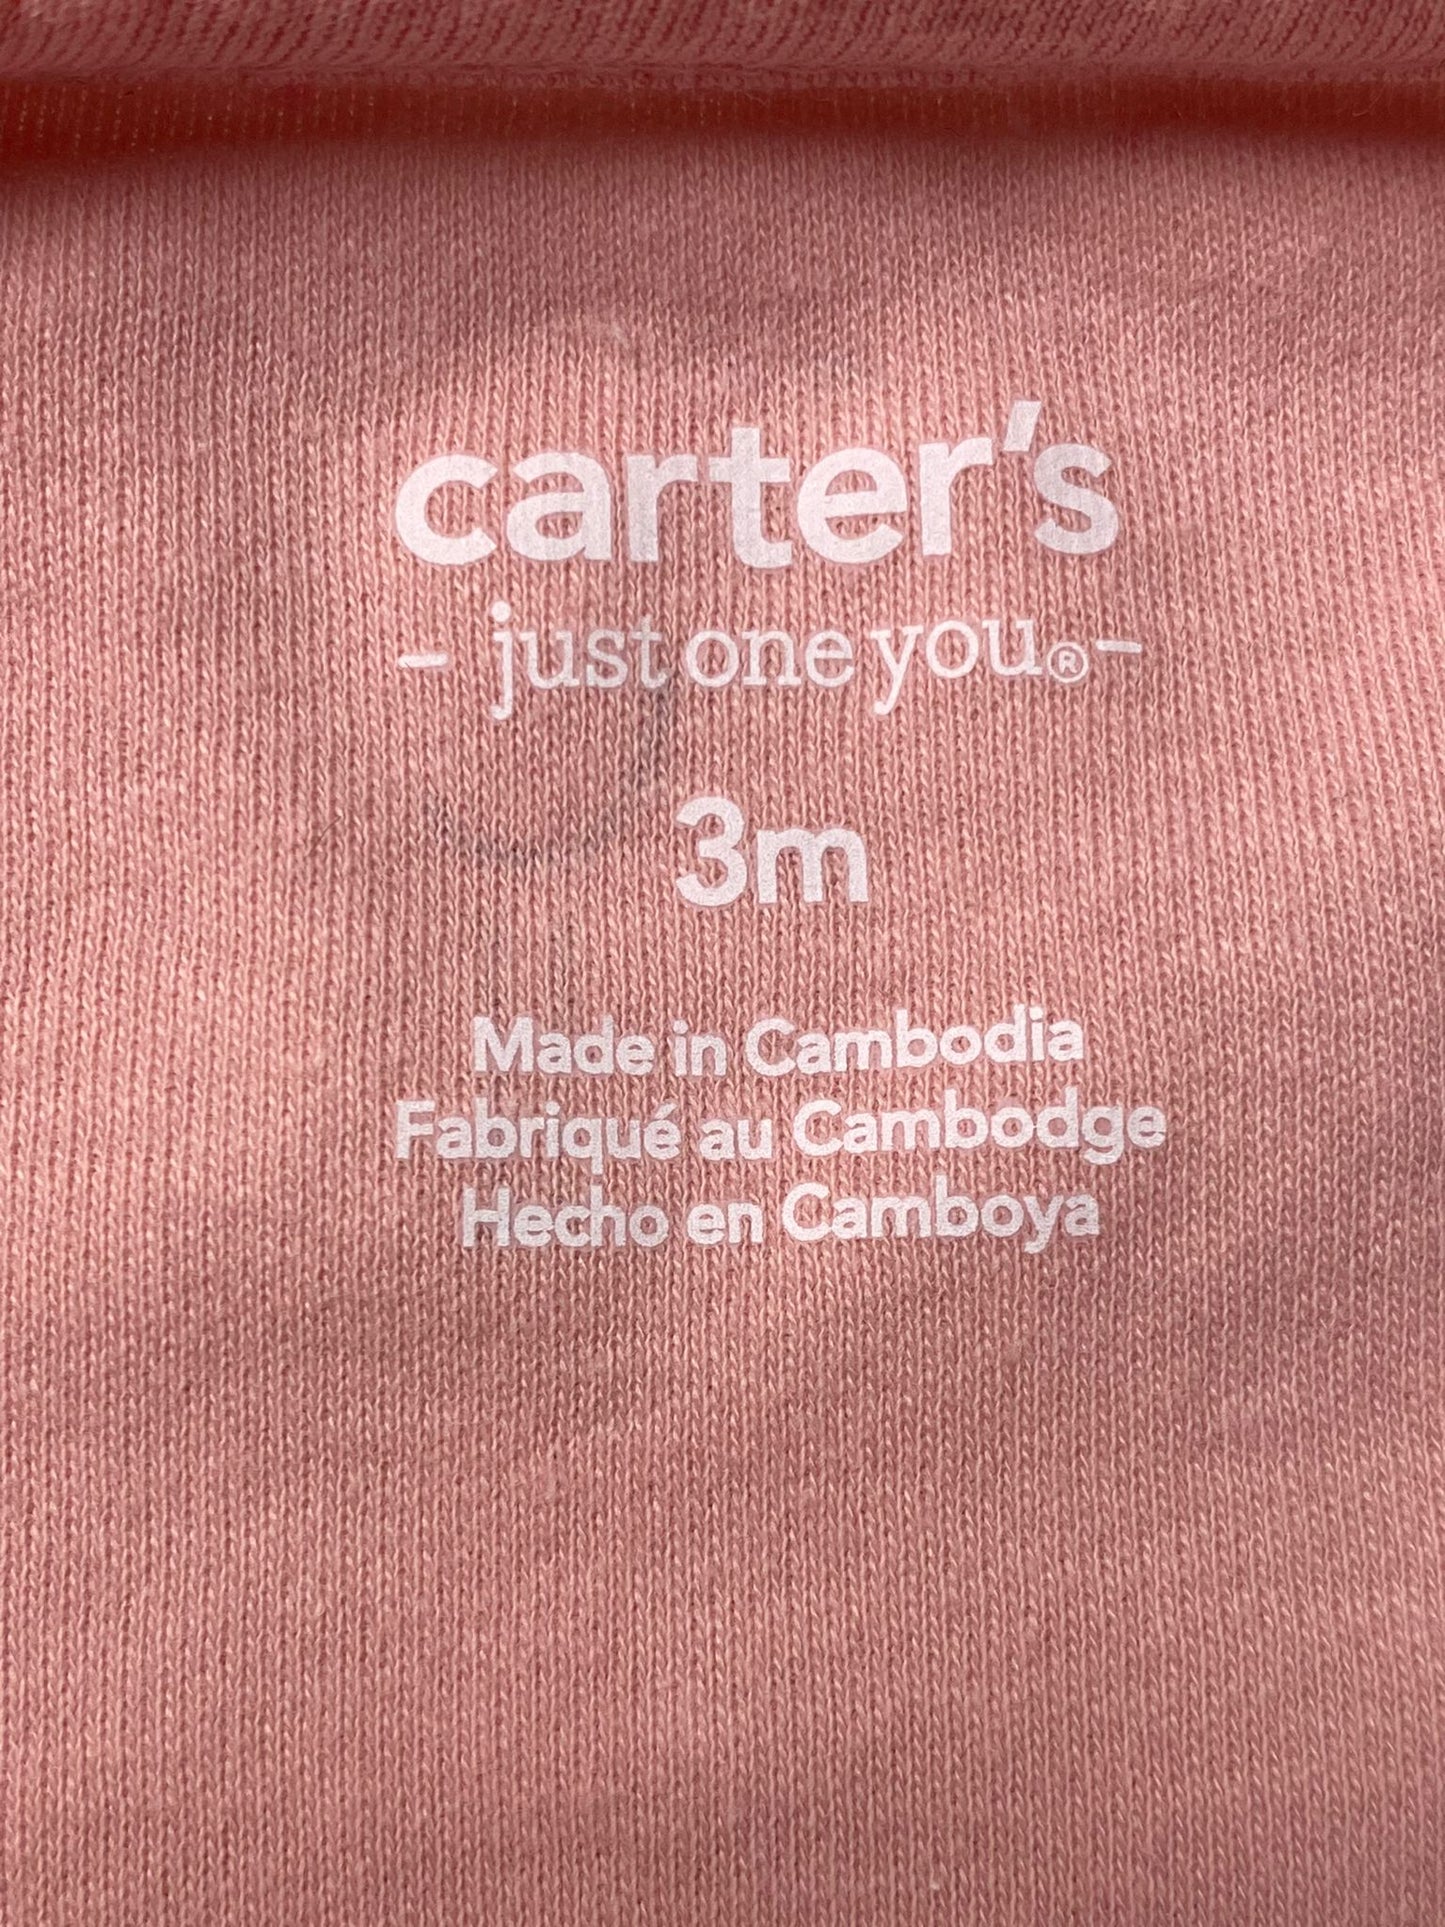 carter's
- just one you® -
3m
Made in Cambodia
Fabriqué au Cambodge
Hecho en Camboya